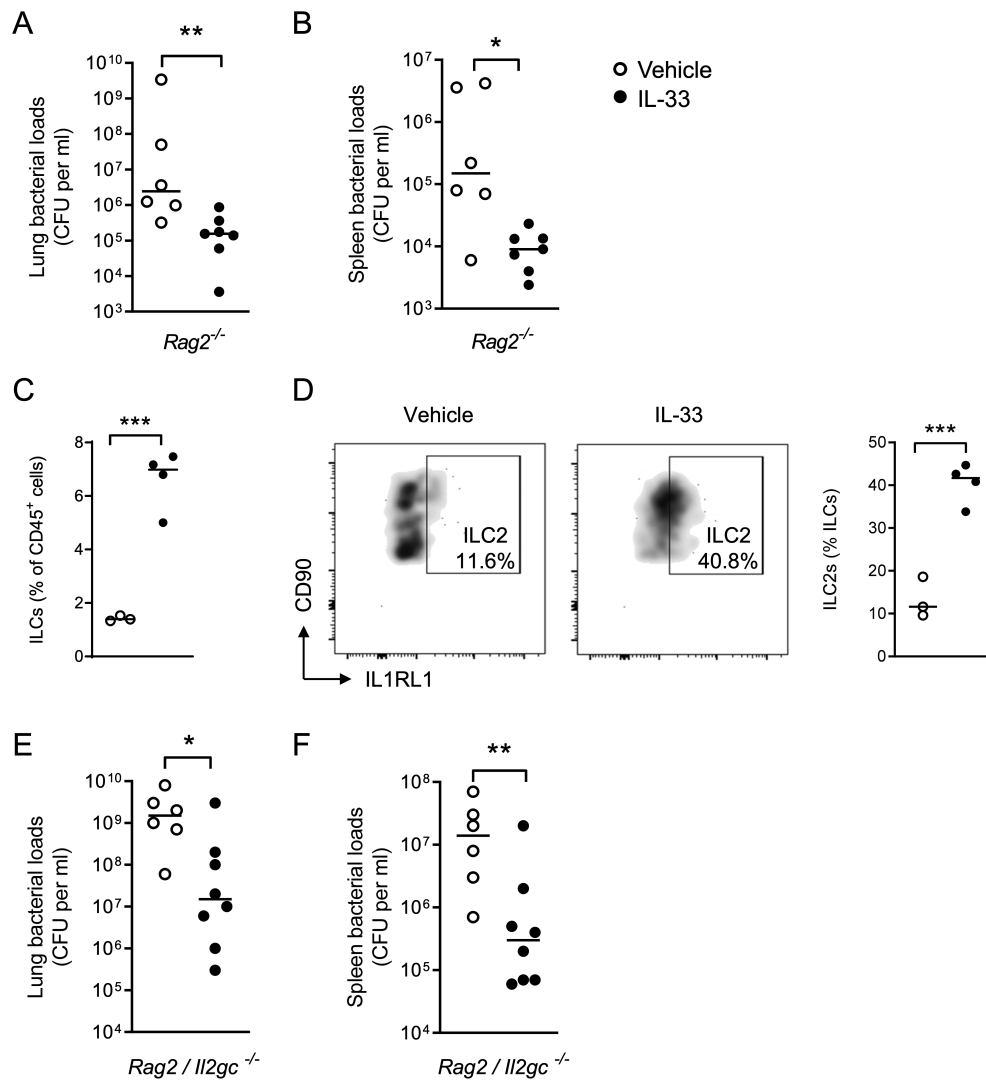 A
**
Lung bacterial loads
(CFU per ml)
10^10
10^9
10^8
10^7
10^6
10^5
10^4
10^3
Rag2^-/-
B
*
Spleen bacterial loads
(CFU per ml)
10^7
10^6
10^5
10^4
10^3
Rag2^-/-
Vehicle
IL-33
C
***
ILCs (% of CD45^+ cells)
8
6
4
2
0
D
Vehicle
ILC2
11.6%
IL-33
ILC2
40.8%
CD90
IL1RL1
***
ILC2s (% ILCs)
50
40
30
20
10
0
E
*
Lung bacterial loads
(CFU per ml)
10^10
10^9
10^8
10^7
10^6
10^5
10^4
Rag2 / Il2gc ^-/-
F
**
Spleen bacterial loads
(CFU per ml)
10^8
10^7
10^6
10^5
10^4
Rag2 / Il2gc ^-/-